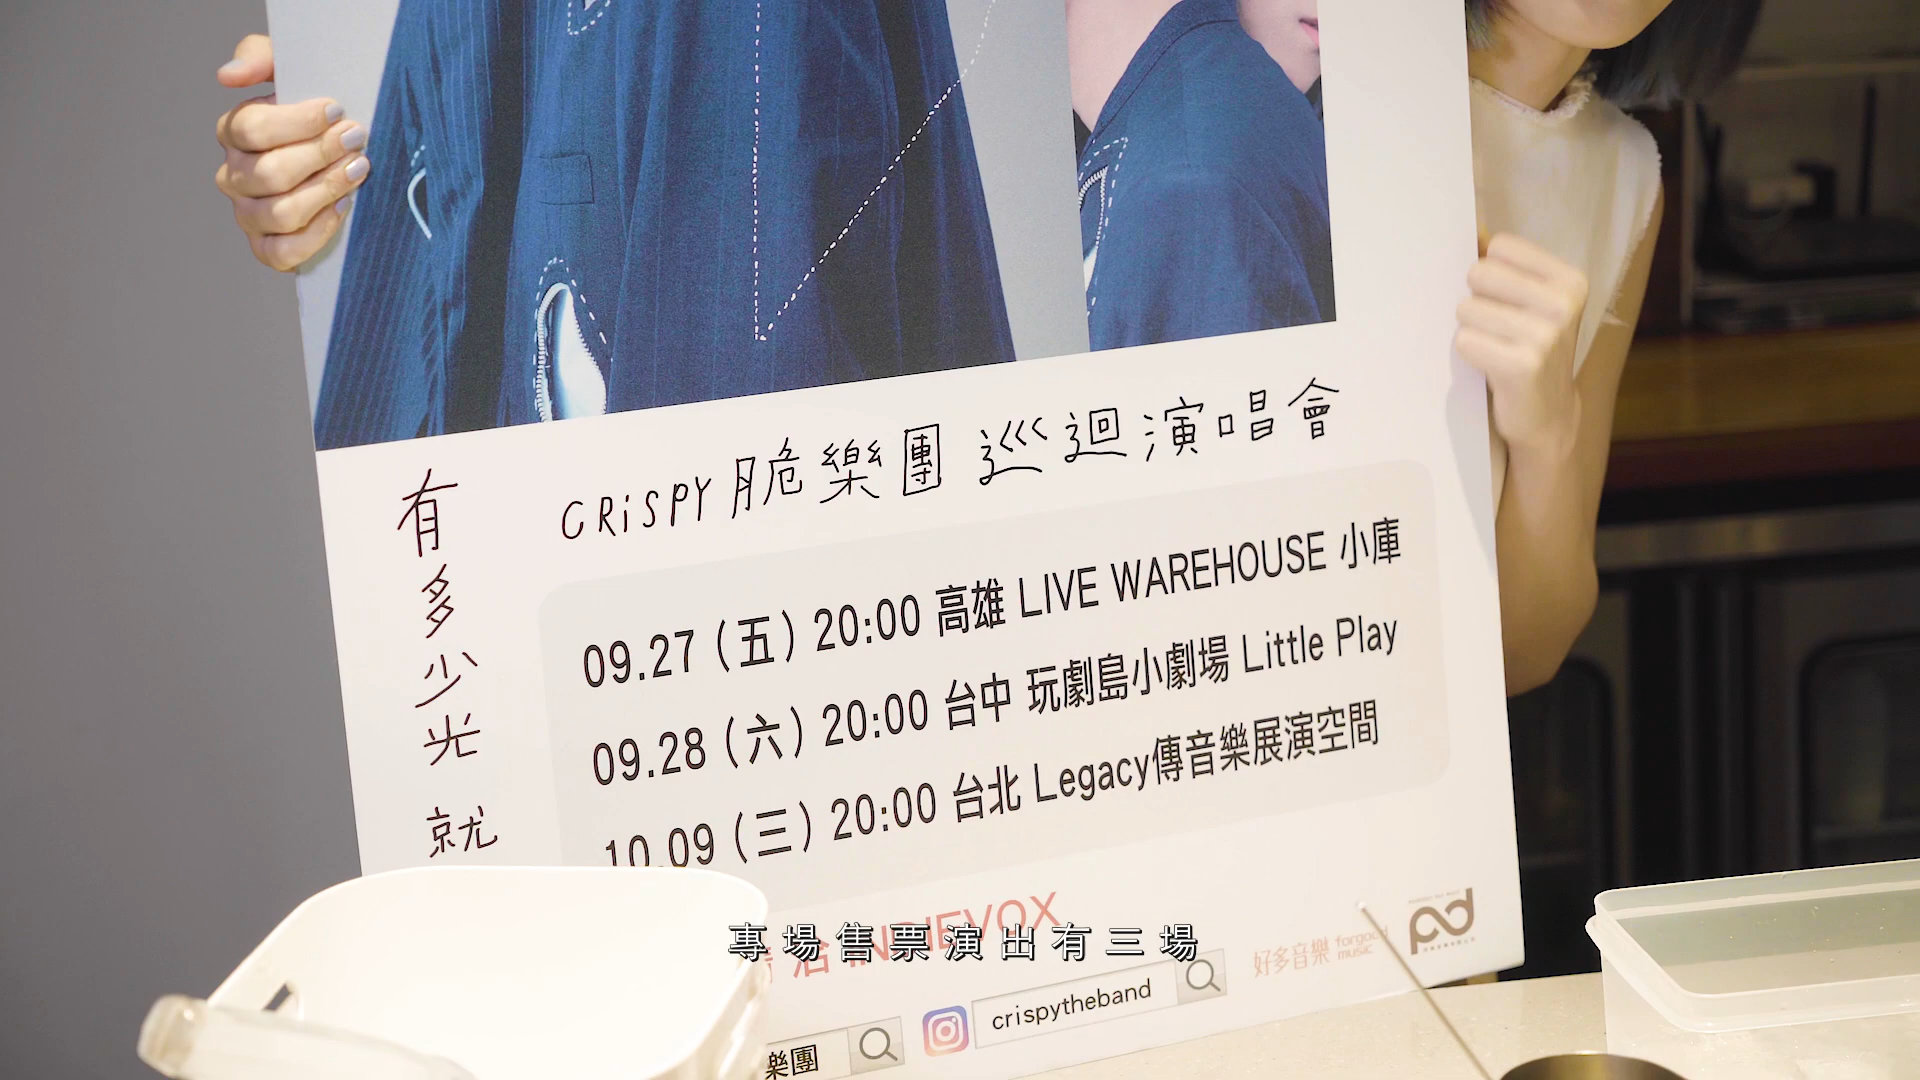 CRiSPY脆樂團 巡迴演唱會
有多少光 就
09.27 (五) 20:00 高雄 LIVE WAREHOUSE 小庫
09.28 (六) 20:00 台中 玩劇島小劇場 Little Play
10.09 (三) 20:00 台北 Legacy傳音樂展演空間
洽 INDIEVOX
專場售票演出有三場
好多音樂 forgood music
樂團
crispytheband